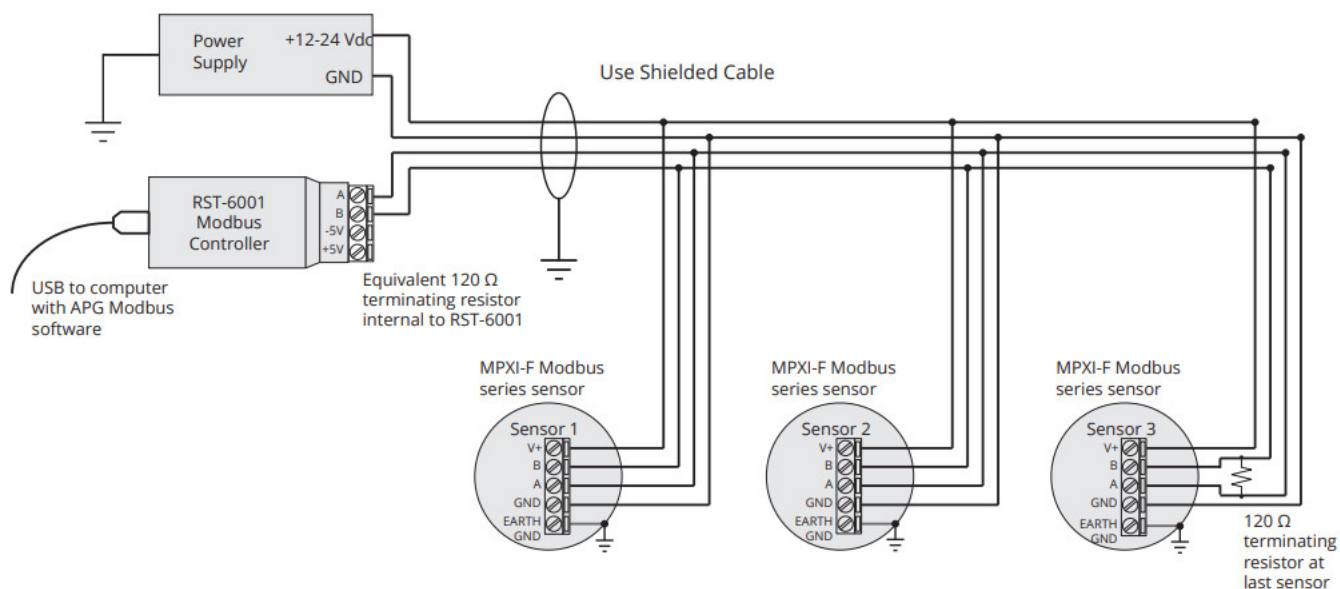 Power
Supply
+12-24 Vdc
GND
Use Shielded Cable
RST-6001
Modbus
Controller
A
B
-5V
+5V
USB to computer
with APG Modbus
software
Equivalent 120 Ω
terminating resistor
internal to RST-6001
MPXI-F Modbus
series sensor
Sensor 1
V+
B
A
GND
EARTH
GND
MPXI-F Modbus
series sensor
Sensor 2
V+
B
A
GND
EARTH
GND
MPXI-F Modbus
series sensor
Sensor 3
V+
B
A
GND
EARTH
GND
120 Ω
terminating
resistor at
last sensor